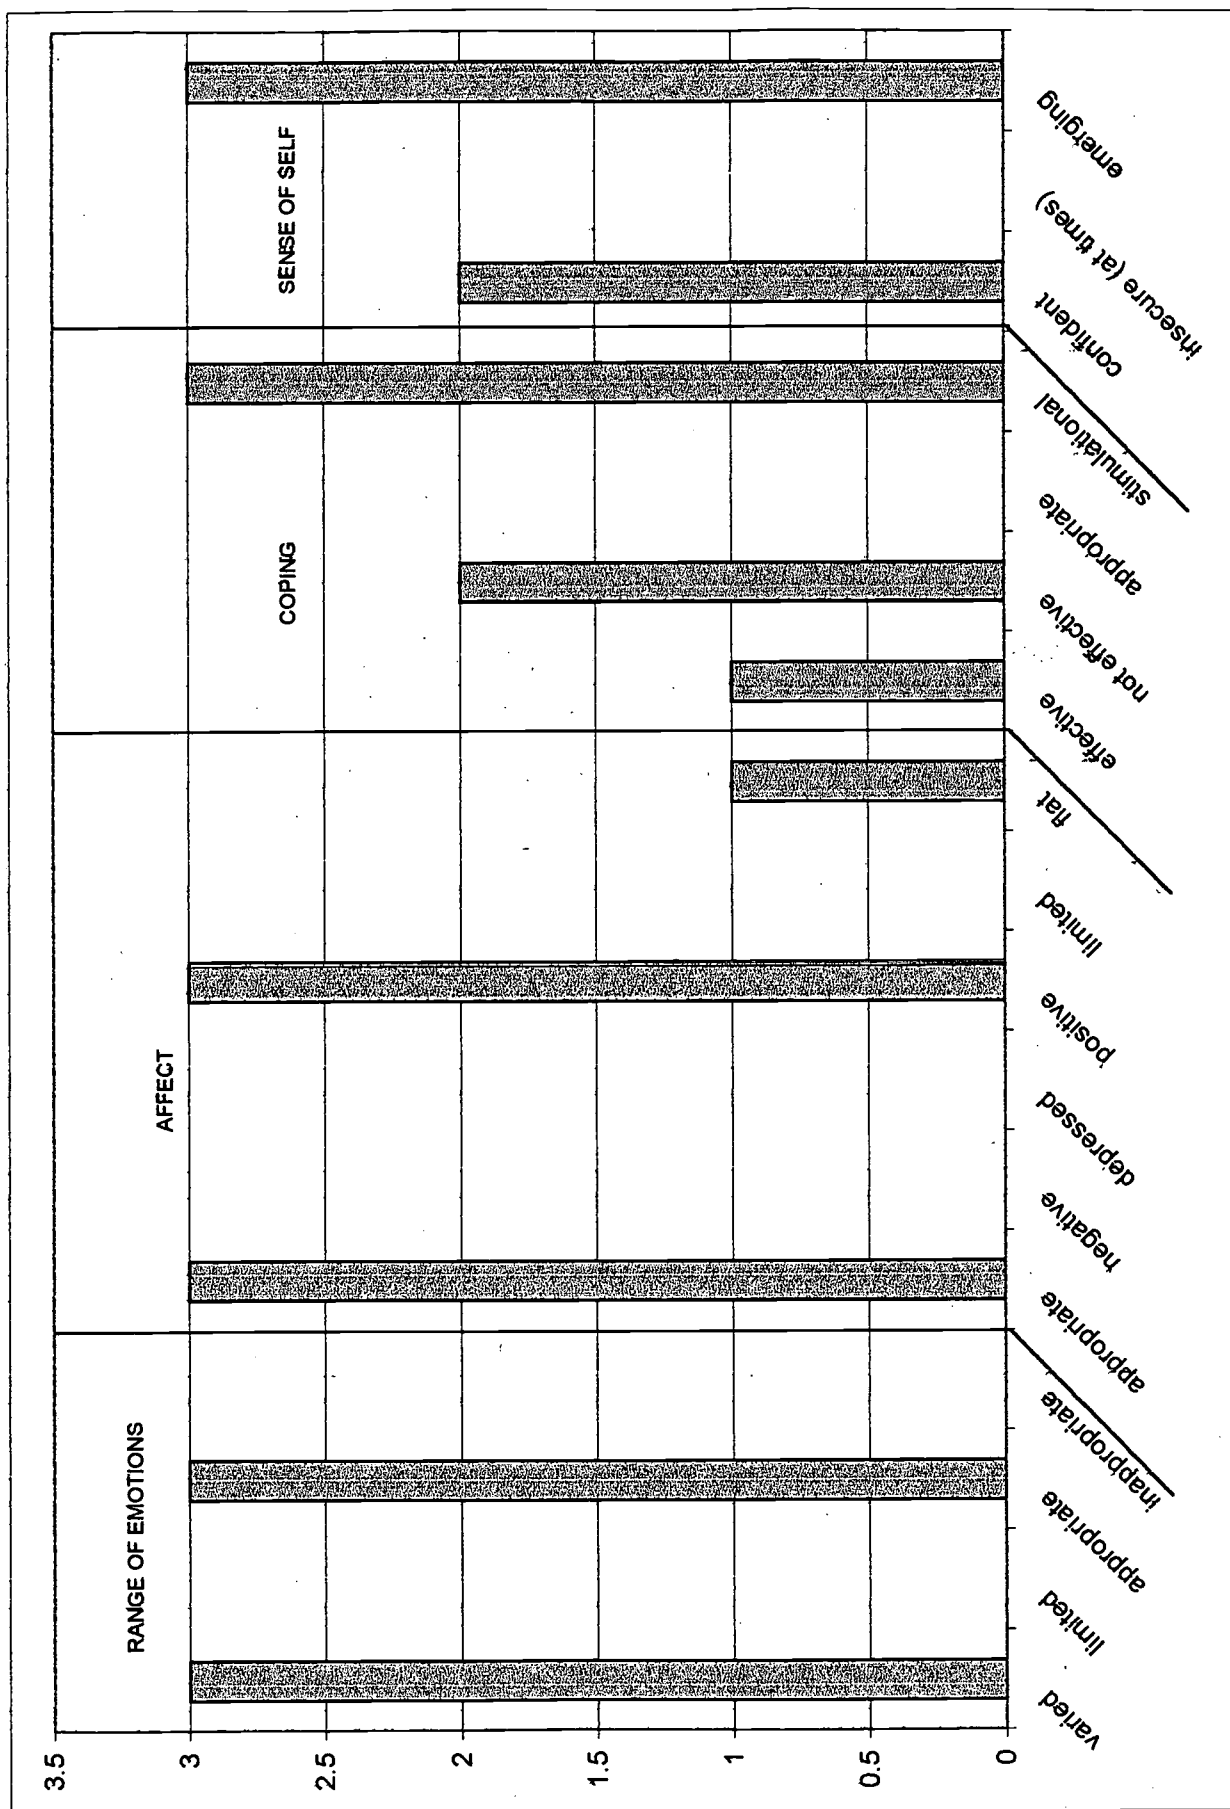 RANGE OF EMOTIONS
AFFECT
COPING
SENSE OF SELF
3.5
3
2.5
2
1.5
1
0.5
0
varied
limited
appropriate
inappropriate
appropriate
negative
depressed
positive
limited
flat
effective
not effective
appropriate
stimulational
confident
insecure (at times)
emerging